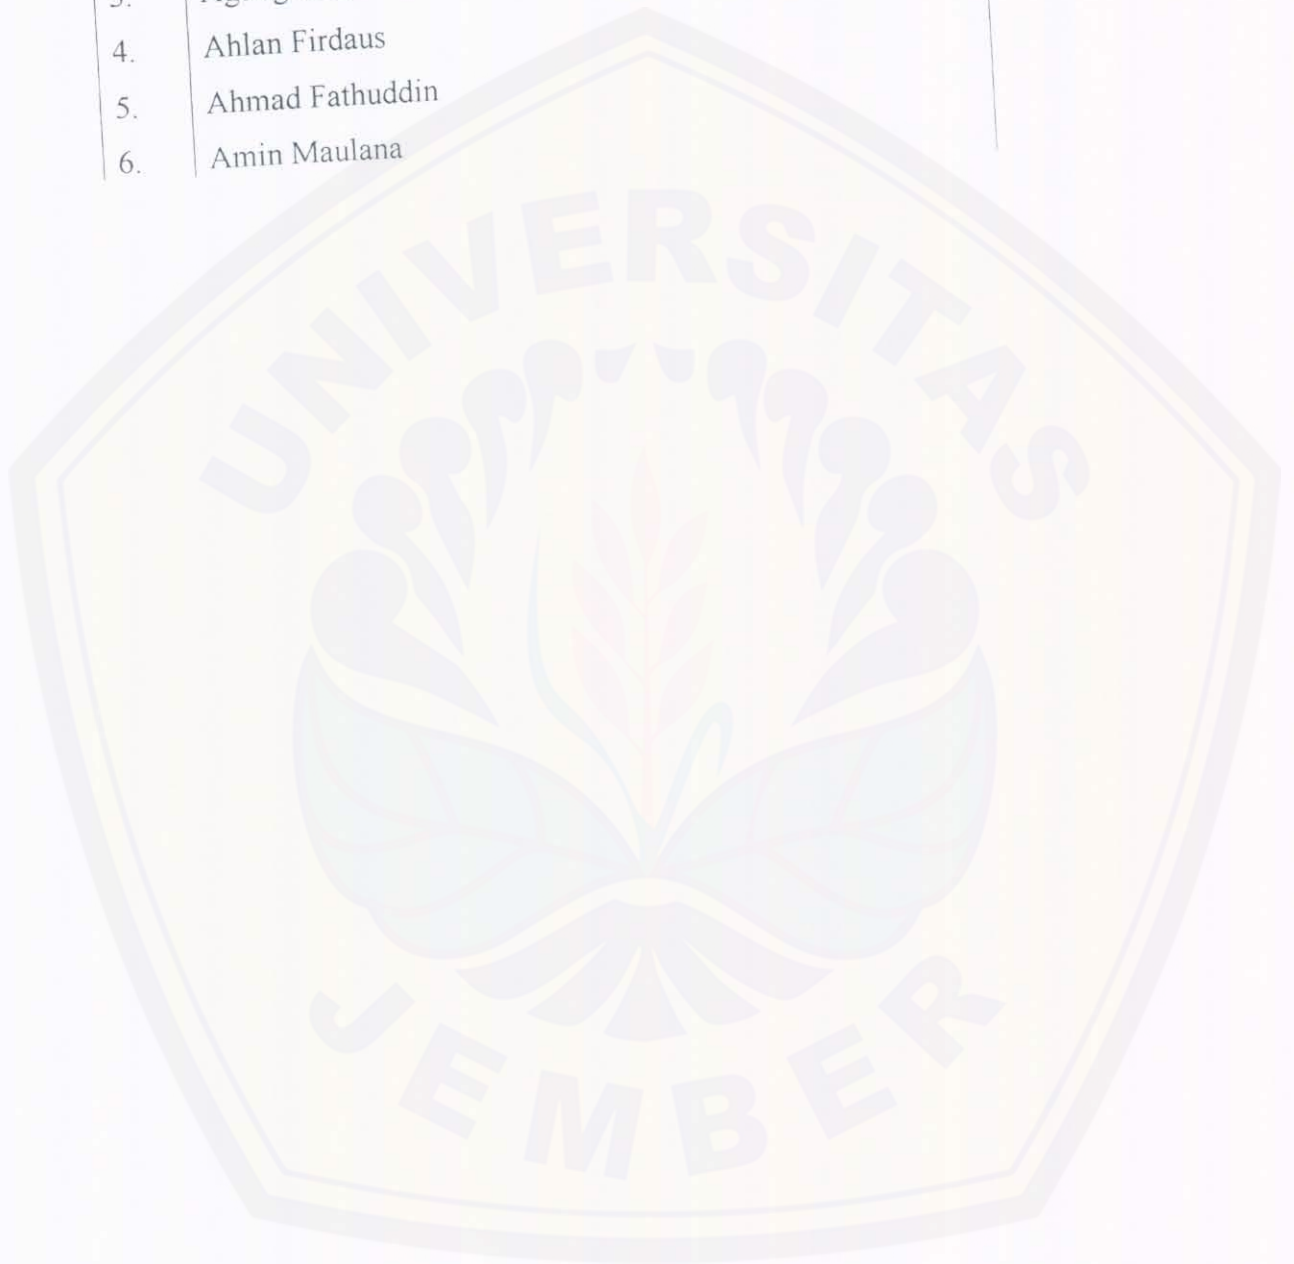 4. Ahlan Firdaus
5. Ahmad Fathuddin
6. Amin Maulana
UNIVERSITAS
JEMBER